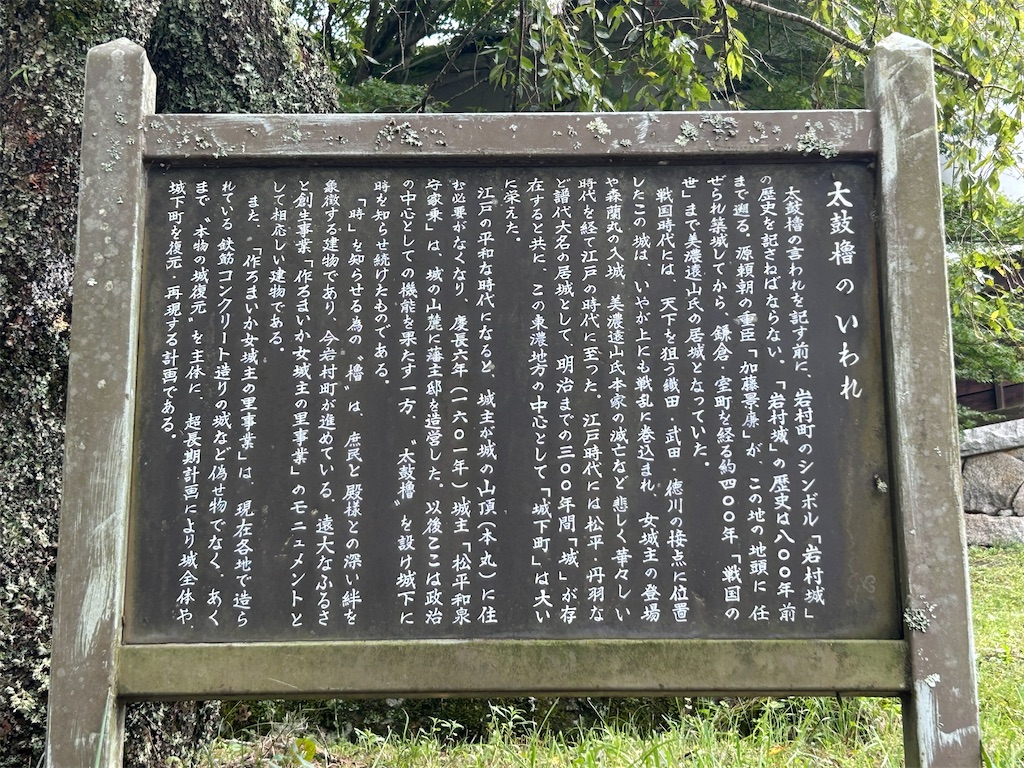 太鼓櫓のいわれ
太鼓櫓の言われを記す前に、岩村町のシンボル「岩村城」
の歴史を記さねばならない。「岩村城」の歴史は八〇〇年前
まで遡る。源頼朝の重臣「加藤景廉」が、この地の地頭に任
ぜられ築城してから、鎌倉・室町を経る約四〇〇年「戦国の
世」まで美濃遠山氏の居城となっていた。
戦国時代には、天下を狙う織田・武田・徳川の接点に位置
したこの城は、いやが上にも戦乱に巻込まれ、女城主の登場
や森蘭丸の入城、美濃遠山氏本家の滅亡など悲しく華々しい
時代を経て江戸の時代に至った。江戸時代には松平・丹羽な
ど譜代大名の居城として、明治までの三〇〇年間「城」が存
在すると共に、この東濃地方の中心として「城下町」は大い
に栄えた。
江戸の平和な時代になると、城主が城の山頂（本丸）に住
む必要がなくなり、慶長六年（一六〇一年）城主「松平和泉
守家乗」は、城の山麓に藩主邸を造営した。以後ここは政治
の中心としての機能を果たす一方、〝太鼓櫓〟を設け城下に
時を知らせ続けたものである。
「時」を知らせる為の〝櫓〟は、庶民と殿様との深い絆を
象徴する建物であり、今岩村町が進めている、遠大なふるさ
と創生事業「作ろまいか女城主の里事業」のモニュメントと
して相応しい建物である。
また、「作ろまいか女城主の里事業」は、現在各地で造ら
れている鉄筋コンクリート造りの城など偽せ物でなく、あく
まで〝本物の城復元〟を主体に、超長期計画により城全体や、
城下町を復元・再現する計画である。